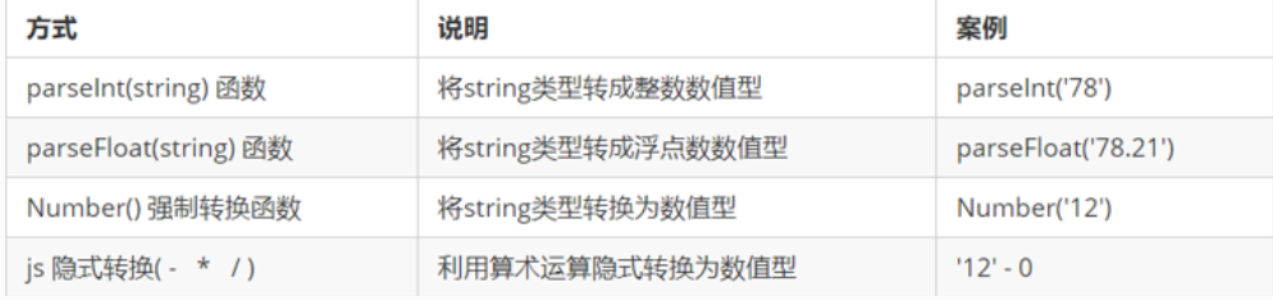 方式 说明 案例
parseInt(string) 函数 将string类型转成整数数值型 parseInt('78')
parseFloat(string) 函数 将string类型转成浮点数数值型 parseFloat('78.21')
Number() 强制转换函数 将string类型转换为数值型 Number('12')
js 隐式转换( - * / ) 利用算术运算隐式转换为数值型 '12' - 0